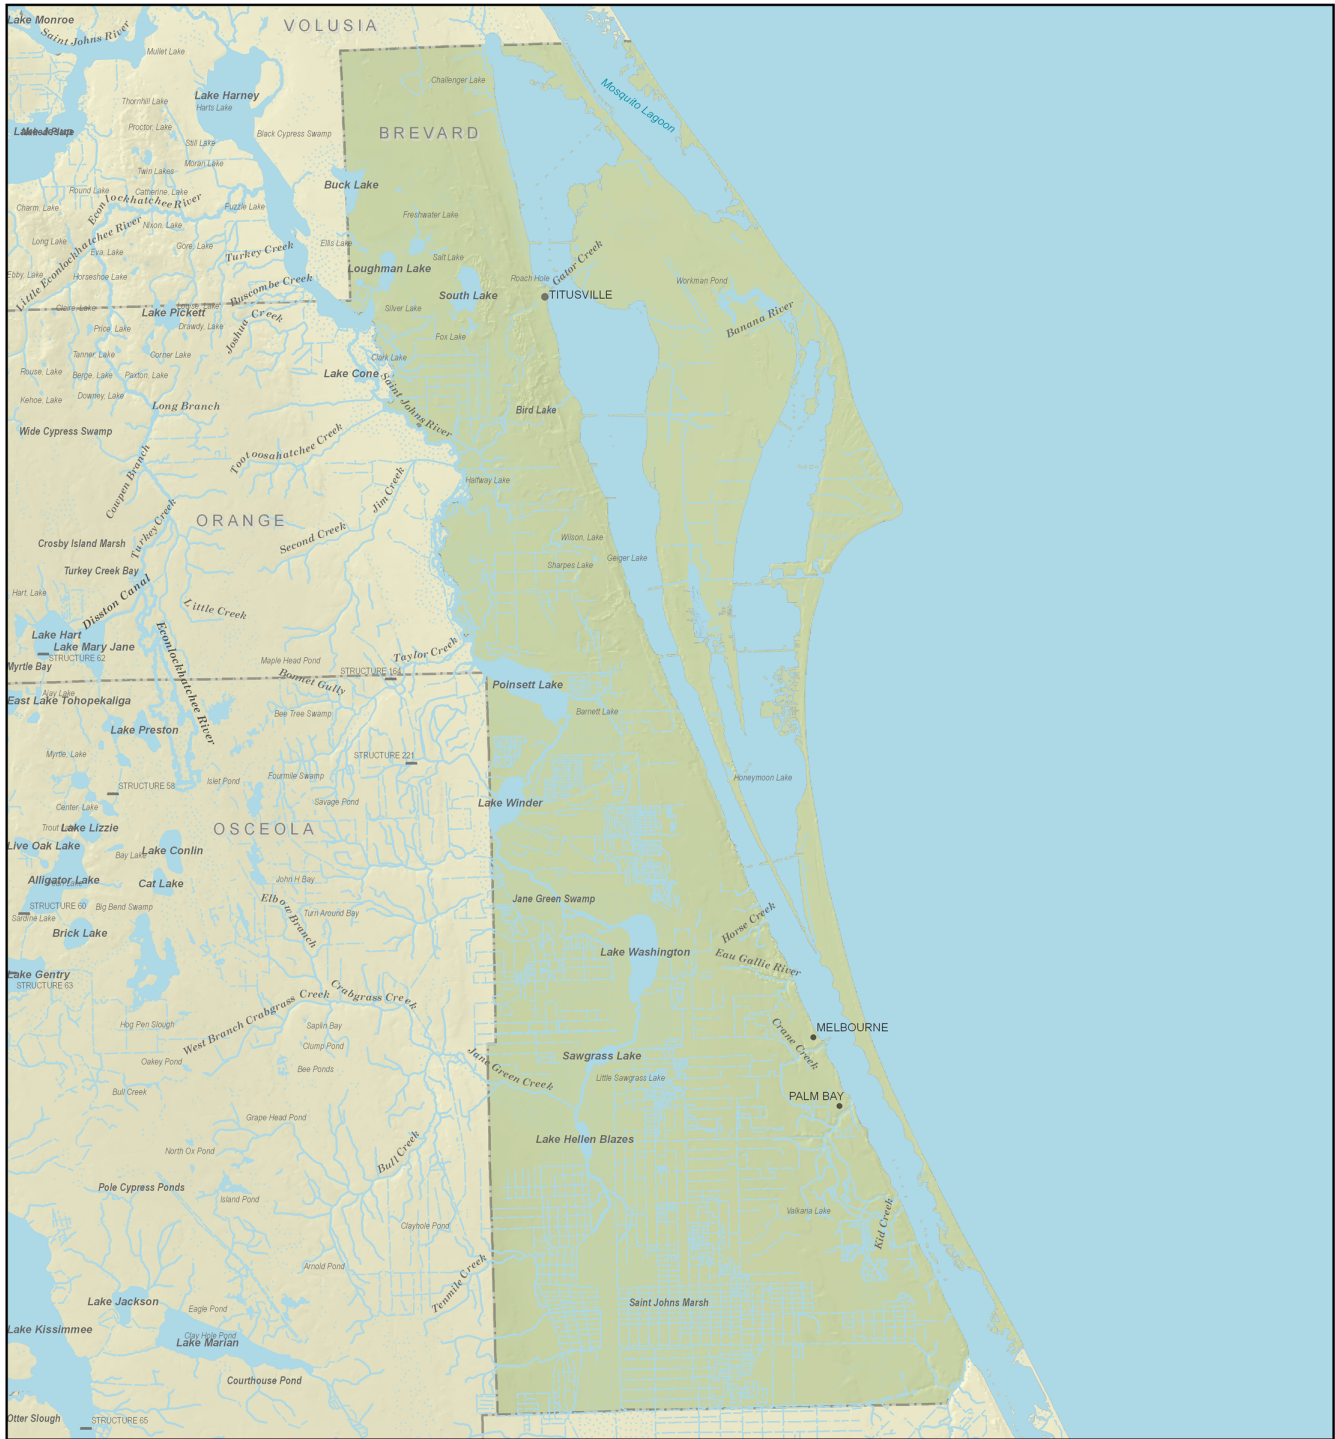 Lake Monroe
VOLUSIA
Saint Johns River
Mullet Lake
Challenger Lake
Lake Harney
Mosquito Lagoon
Thornhill Lake
Harts Lake
Proctor, Lake
Black Cypress Swamp
BREVARD
Still Lake
Moran Lake
Twin Lakes
Buck Lake
Round Lake
Catherine, Lake
Econlockhatchee River
Charm, Lake
Puzzle Lake
Freshwater Lake
Nixon, Lake
Little Econlockhatchee River
Long Lake
Gore, Lake
Ellis Lake
Eva, Lake
Turkey Creek
Salt Lake
Gator Creek
Ebby, Lake
Horseshoe Lake
Loughman Lake
Roach Hole
Workman Pond
Buscombe Creek
South Lake
TITUSVILLE
Claire, Lake
Louise, Lake
Lake Pickett
Silver Lake
Banana River
Joshua Creek
Price, Lake
Drawdy, Lake
Fox Lake
Tanner, Lake
Corner Lake
Clark Lake
Rouse, Lake
Berge, Lake
Paxton, Lake
Lake Cone
Kehoe, Lake
Downey, Lake
Saint Johns River
Long Branch
Bird Lake
Wide Cypress Swamp
Tootoosahatchee Creek
Cowpen Branch
Jim Creek
Halfway Lake
ORANGE
Turkey Creek
Second Creek
Wilson, Lake
Crosby Island Marsh
Geiger Lake
Turkey Creek Bay
Sharpes Lake
Hart, Lake
Disston Canal
Little Creek
Lake Hart
Lake Mary Jane
STRUCTURE 62
Econlockhatchee River
Taylor Creek
Myrtle Bay
Maple Head Pond
STRUCTURE 164
Bonnet Gully
Poinsett Lake
Ajay Lake
East Lake Tohopekaliga
Bee Tree Swamp
Barnett Lake
Lake Preston
Myrtle, Lake
STRUCTURE 221
Islet Pond
Fourmile Swamp
Honeymoon Lake
STRUCTURE 58
Center, Lake
Savage Pond
Lake Winder
Trout Lake
Lake Lizzie
OSCEOLA
Live Oak Lake
Bay Lake
Lake Conlin
Alligator Lake
Cat Lake
John H Bay
STRUCTURE 60
Big Bend Swamp
Elbow Branch
Jane Green Swamp
Sardine Lake
Turn Around Bay
Horse Creek
Brick Lake
Lake Washington
Eau Gallie River
Lake Gentry
STRUCTURE 63
Crabgrass Creek
West Branch Crabgrass Creek
Hog Pen Slough
Saplin Bay
MELBOURNE
Crane Creek
Clump Pond
Sawgrass Lake
Oakey Pond
Bee Ponds
Jane Green Creek
Little Sawgrass Lake
Bull Creek
PALM BAY
Grape Head Pond
Lake Hellen Blazes
North Ox Pond
Bull Creek
Pole Cypress Ponds
Island Pond
Valkaria Lake
Clayhole Pond
Kid Creek
Arnold Pond
Tenmile Creek
Lake Jackson
Eagle Pond
Saint Johns Marsh
Lake Kissimmee
Clay Hole Pond
Lake Marian
Courthouse Pond
Otter Slough
STRUCTURE 65